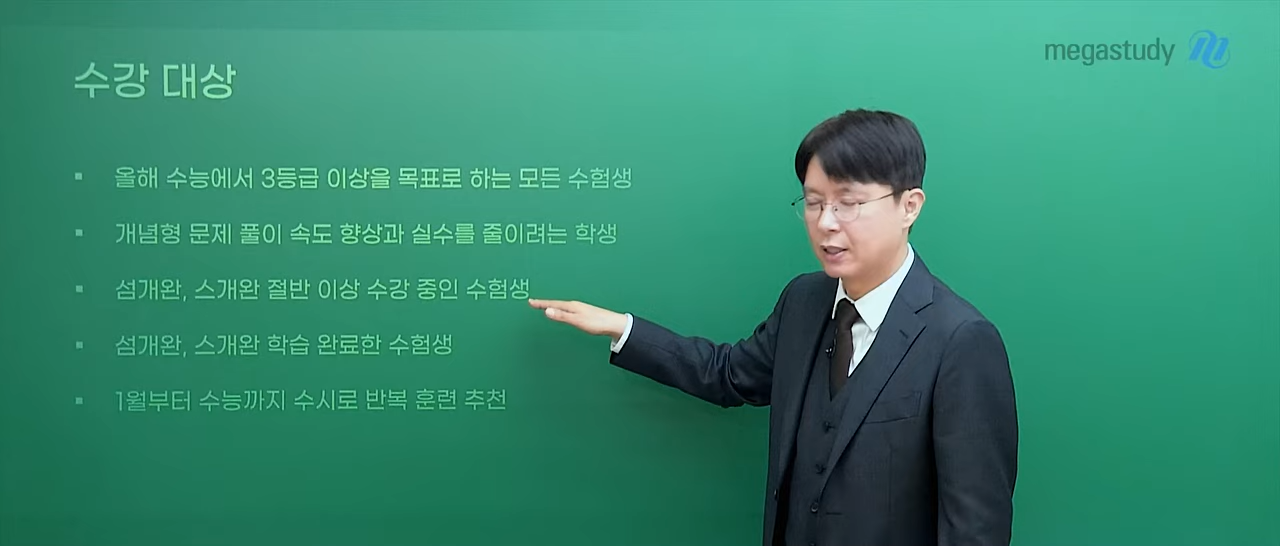 수강 대상
megastudy
올해 수능에서 3등급 이상을 목표로 하는 모든 수험생
개념형 문제 풀이 속도 향상과 실수를 줄이려는 학생
섬개완, 스개완 절반 이상 수강 중인 수험생
섬개완, 스개완 학습 완료한 수험생
1월부터 수능까지 수시로 반복 훈련 추천